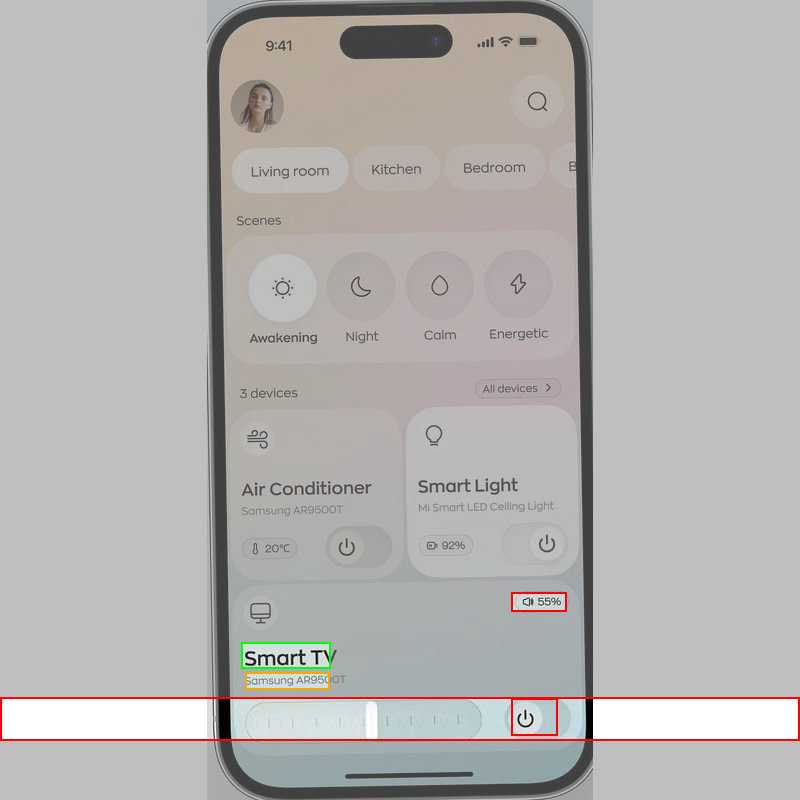 9:41
Living room Kitchen Bedroom B
Scenes
Awakening Night Calm Energetic
3 devices All devices
Air Conditioner
Samsung AR9500T
20°C
Smart Light
Mi Smart LED Ceiling Light
92%
55%
Smart TV
Samsung AR9500T